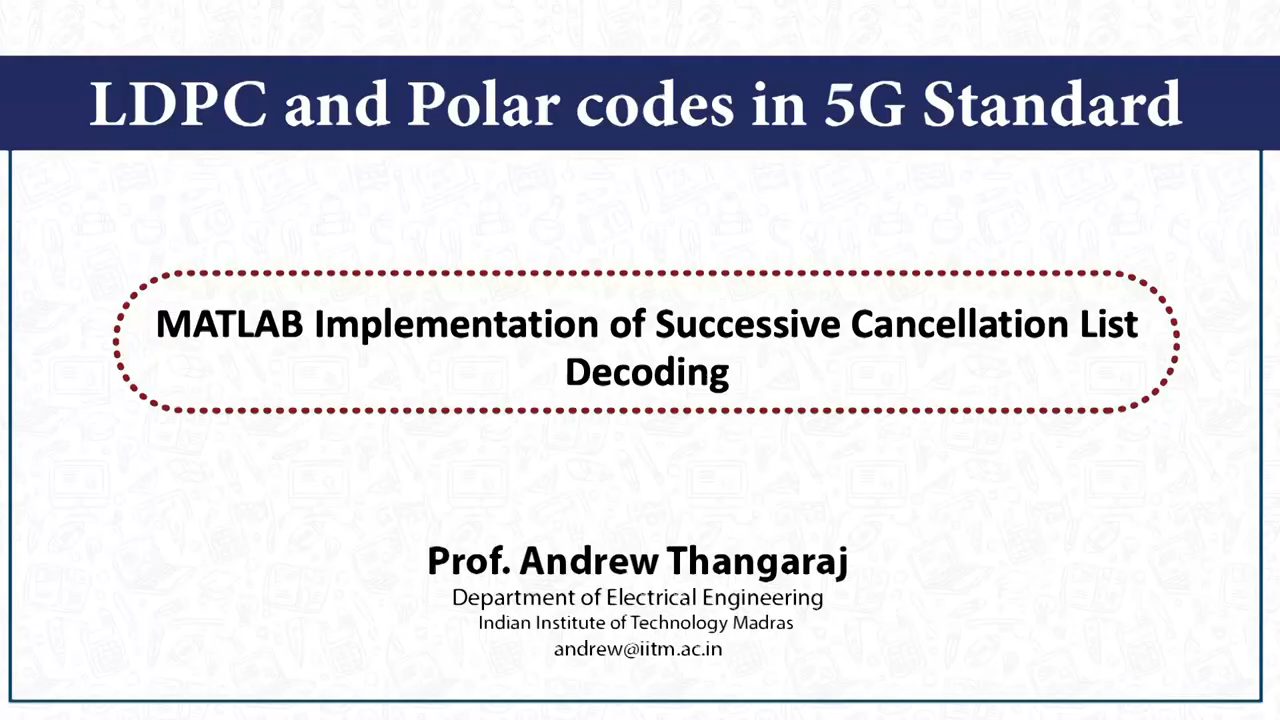 LDPC and Polar codes in 5G Standard
MATLAB Implementation of Successive Cancellation List
Decoding
Prof. Andrew Thangaraj
Department of Electrical Engineering
Indian Institute of Technology Madras
andrew@iitm.ac.in